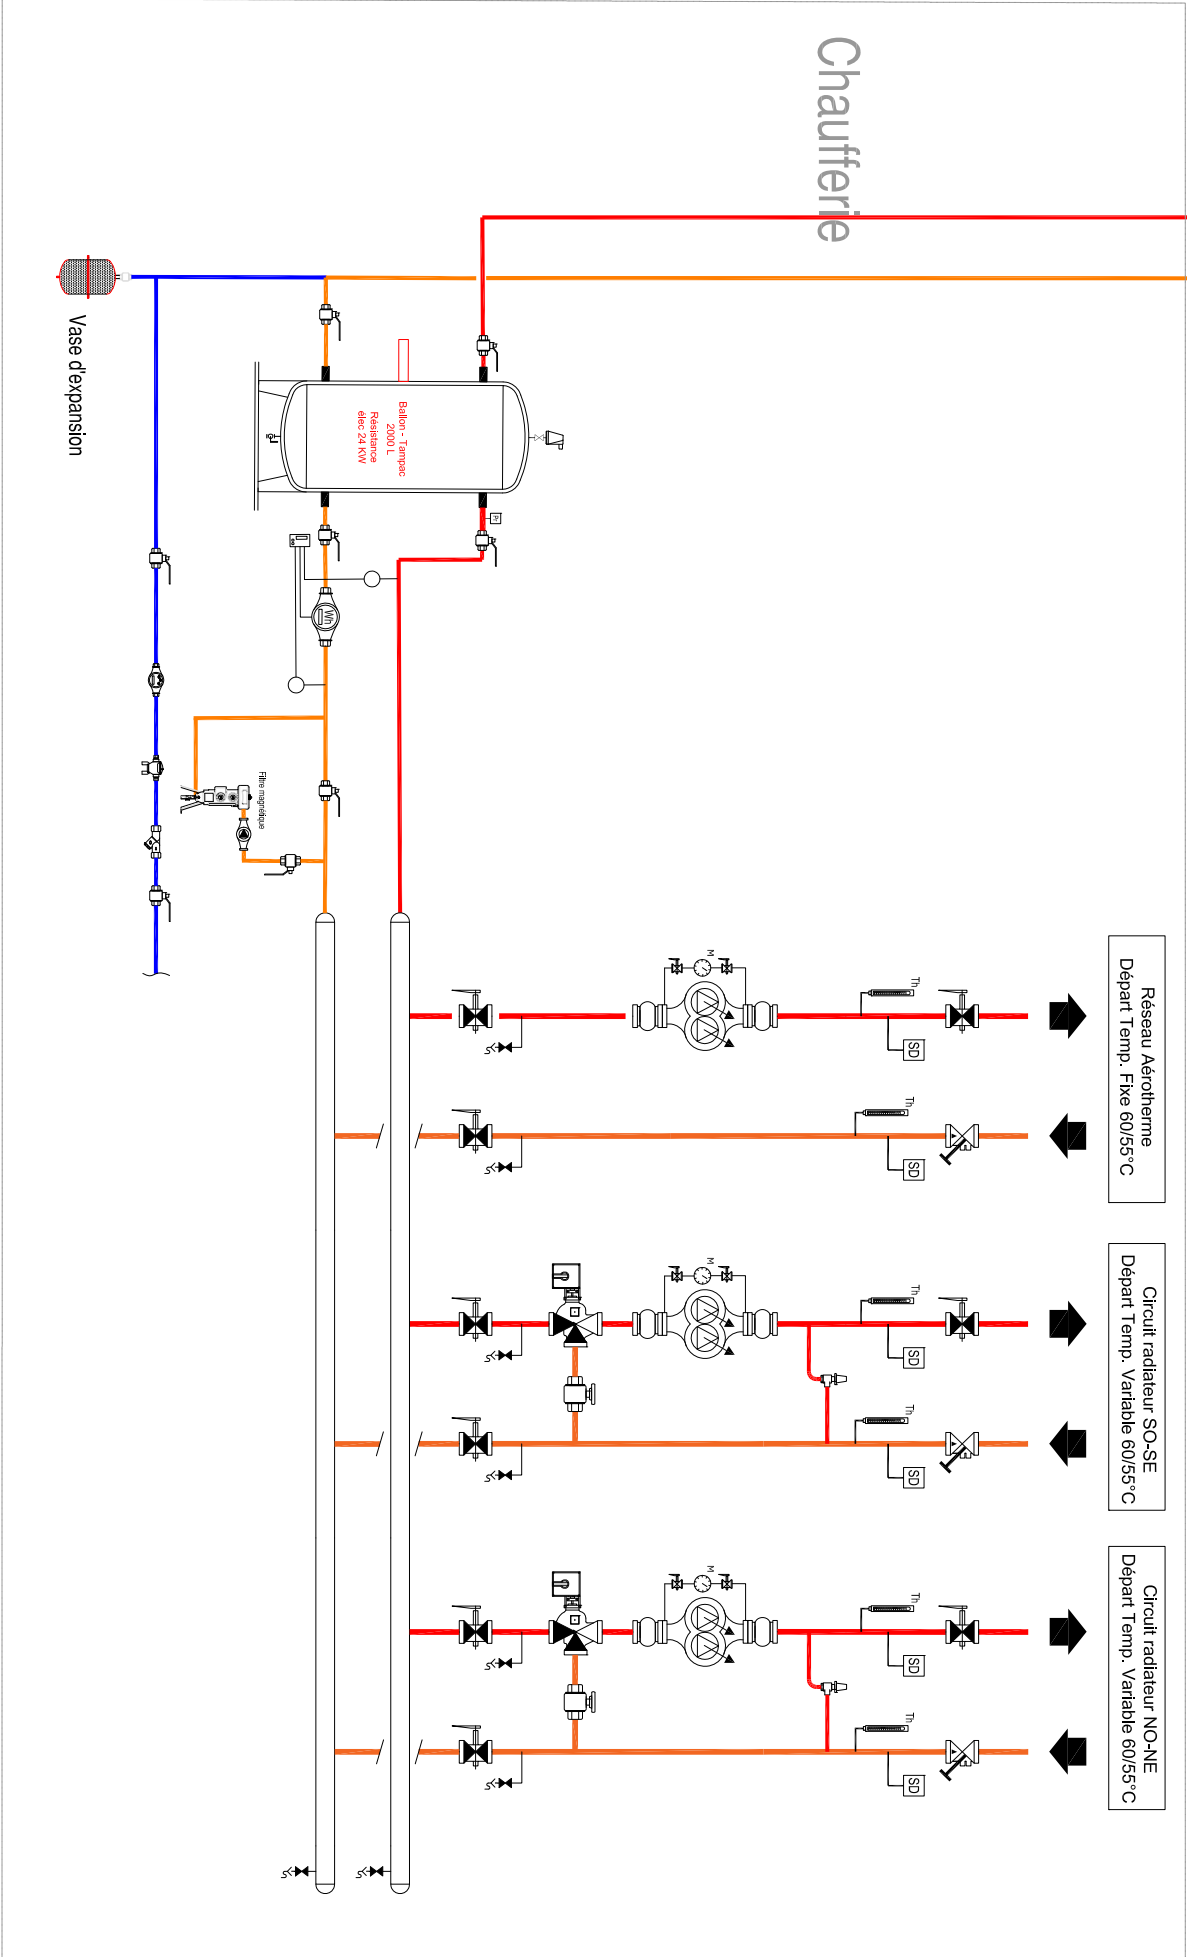 Chaufferie
Réseau Aérotherme
Départ Temp. Fixe 60/55°C
Circuit radiateur SO-SE
Départ Temp. Variable 60/55°C
Circuit radiateur NO-NE
Départ Temp. Variable 60/55°C
Th
SD
Th
SD
Th
SD
Th
SD
Th
SD
Th
SD
M
M
M
Ballon - Tampac
2000 L
Résistance
élec 24 KW
Wh
Filtre magnétique
Vase d'expansion